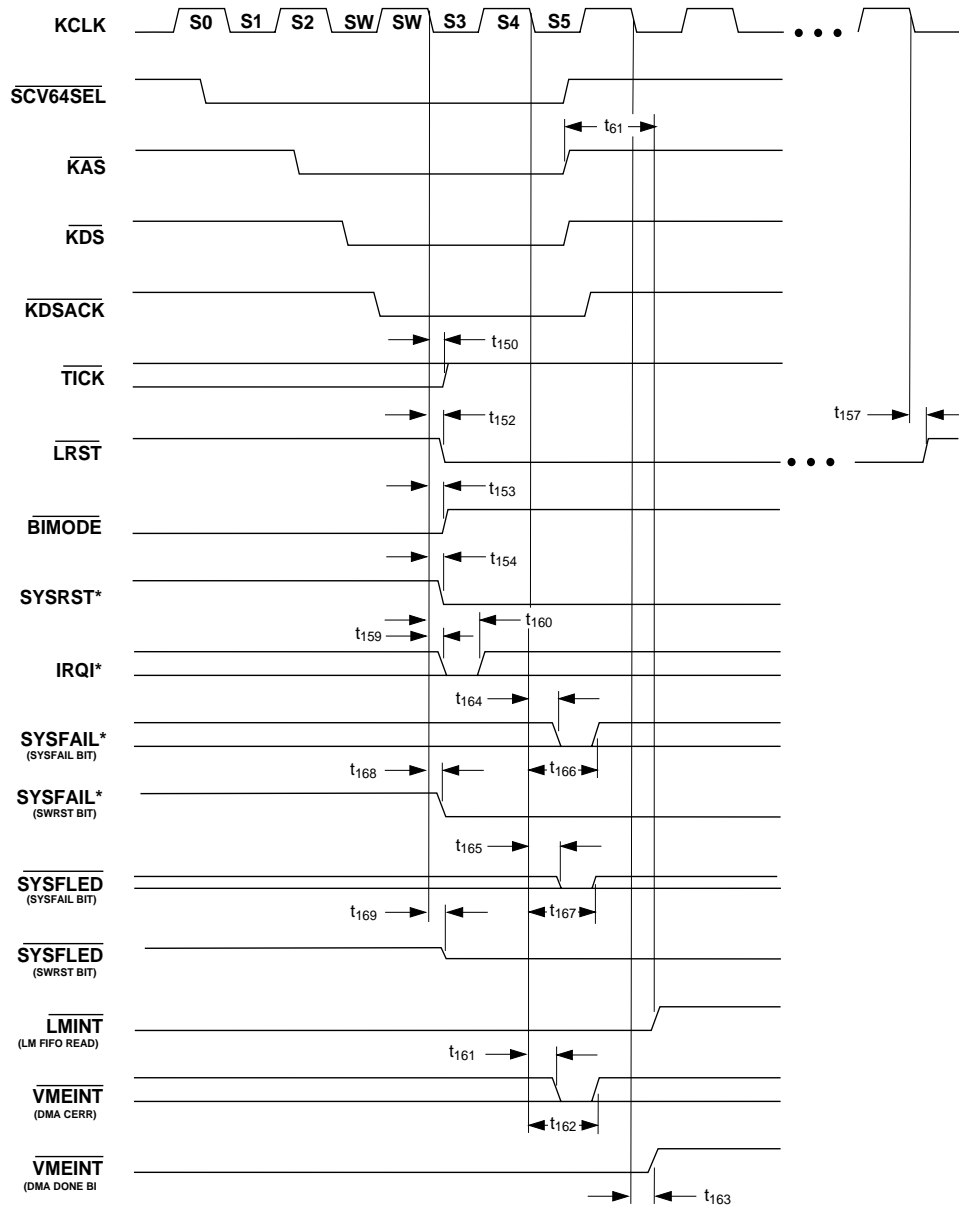 KCLK S0 S1 S2 SW SW S3 S4 S5 • • •
SCV64SEL
t61
KAS
KDS
KDSACK
t150
TICK
t152
t157
LRST
• • •
t153
BIMODE
t154
SYSRST*
t160
t159
IRQI*
t164
SYSFAIL*
(SYSFAIL BIT)
t168
t166
SYSFAIL*
(SWRST BIT)
t165
SYSFLED
(SYSFAIL BIT)
t169
t167
SYSFLED
(SWRST BIT)
LMINT
(LM FIFO READ)
t161
VMEINT
(DMA CERR)
t162
VMEINT
(DMA DONE BI
t163